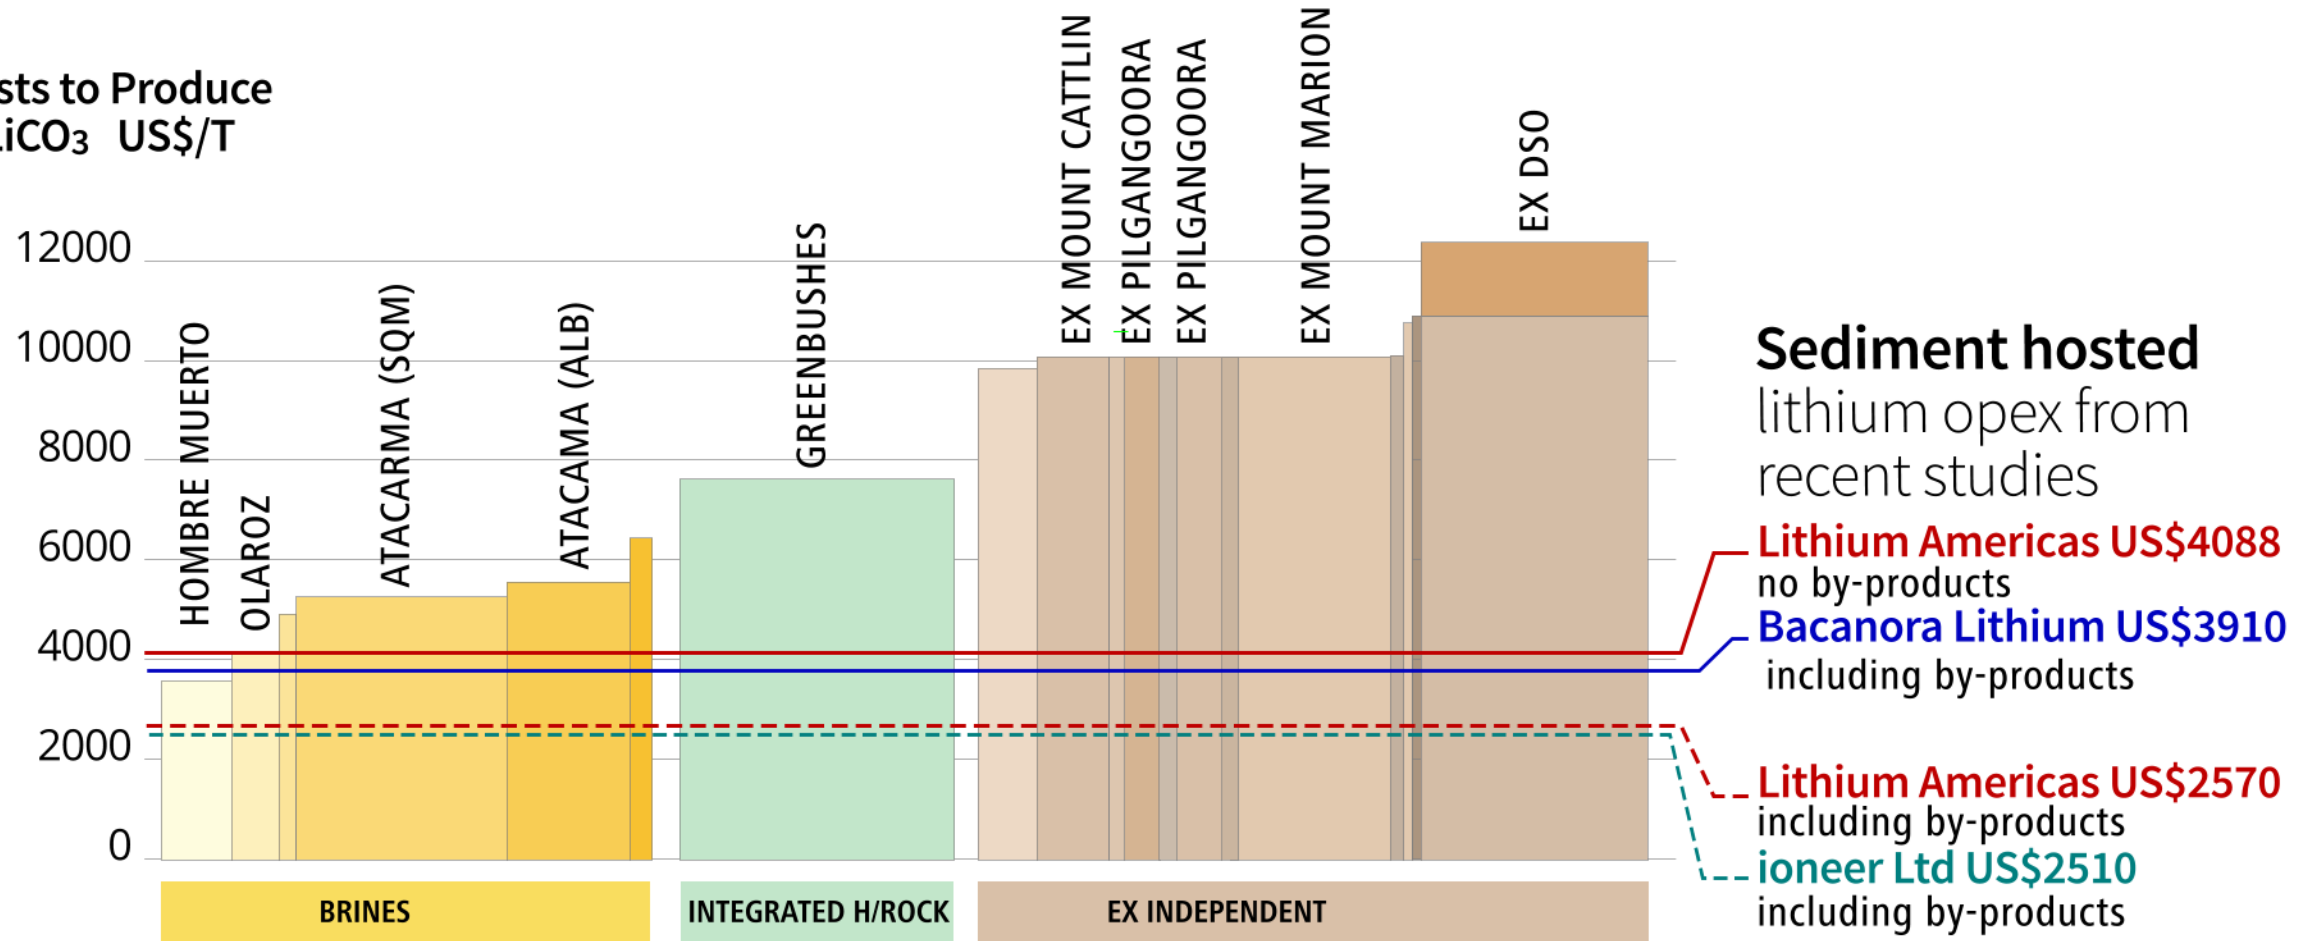 sts to Produce
iCO3 US$/T
12000
10000
8000
6000
4000
2000
0
HOMBRE MUERTO
OLAROZ
ATACARMA (SQM)
ATACAMA (ALB)
GREENBUSHES
EX MOUNT CATTLIN
EX PILGANGOORA
EX PILGANGOORA
EX MOUNT MARION
EX DSO
BRINES
INTEGRATED H/ROCK
EX INDEPENDENT
Sediment hosted
lithium opex from
recent studies
Lithium Americas US$4088
no by-products
Bacanora Lithium US$3910
including by-products
Lithium Americas US$2570
including by-products
ioneer Ltd US$2510
including by-products